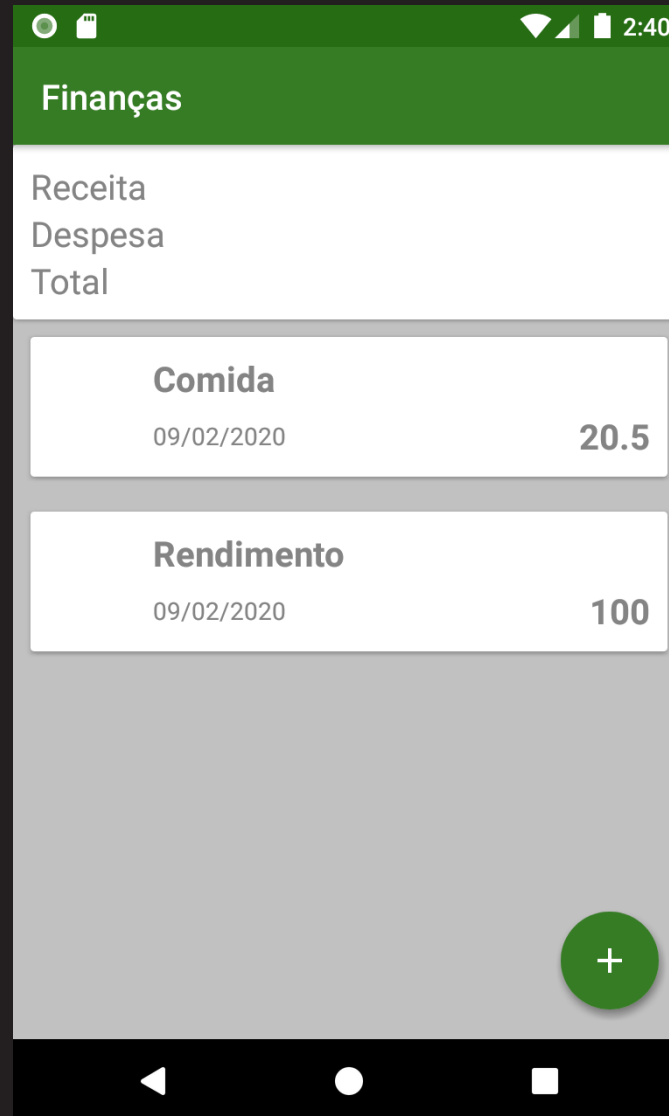 2:40
Finanças
Receita
Despesa
Total
Comida
09/02/2020
20.5
Rendimento
09/02/2020
100
+